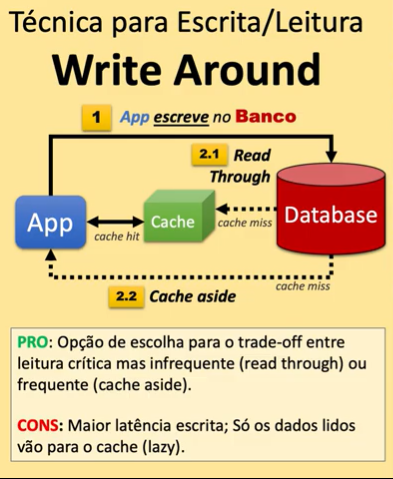 Técnica para Escrita/Leitura
Write Around
1 App escreve no Banco
2.1 Read
Through
App
cache hit
Cache
cache miss
Database
cache miss
2.2 Cache aside
PRO: Opção de escolha para o trade-off entre
leitura crítica mas infrequente (read through) ou
frequente (cache aside).
CONS: Maior latência escrita; Só os dados lidos
vão para o cache (lazy).